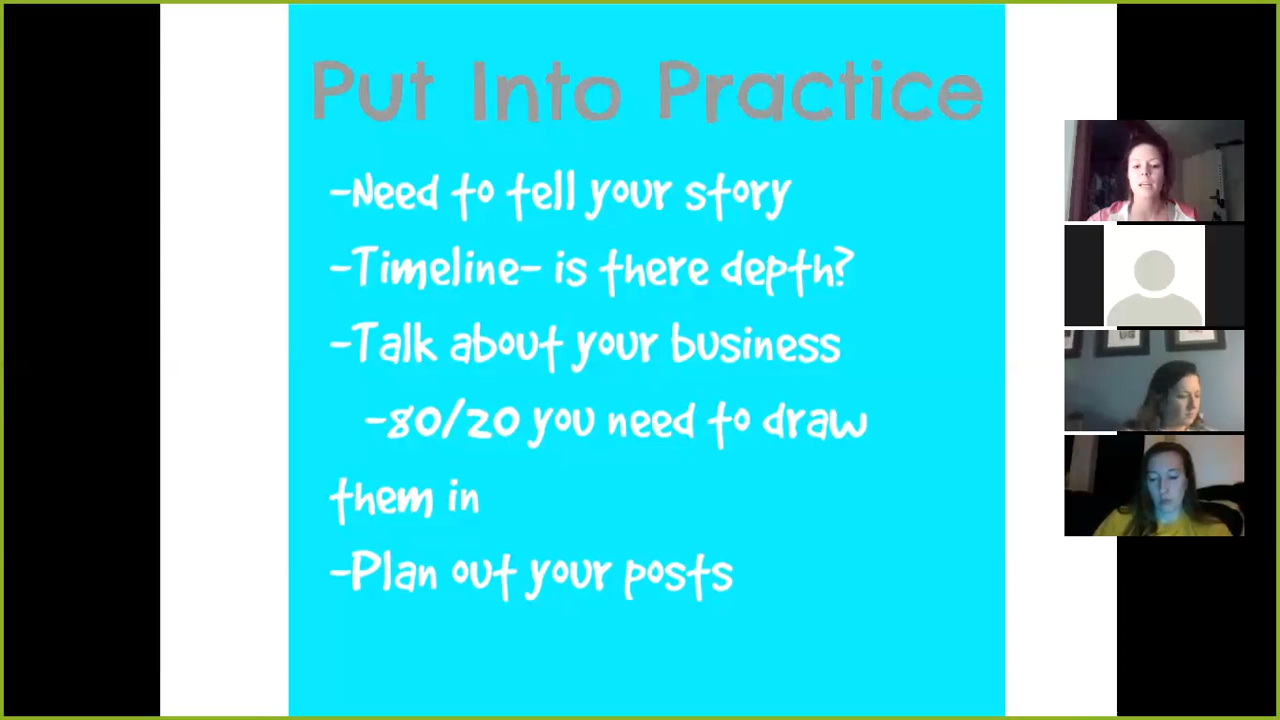 Put Into Practice
-Need to tell your story
-Timeline- is there depth?
-Talk about your business
-80/20 you need to draw
them in
-Plan out your posts